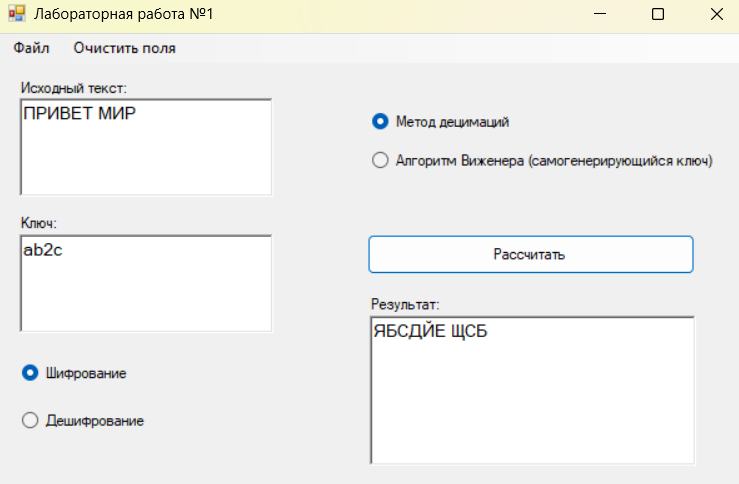 Лабораторная работа №1
Файл Очистить поля
Исходный текст:
ПРИВЕТ МИР
Метод децимаций
Алгоритм Виженера (самогенерирующийся ключ)
Ключ:
ab2c
Рассчитать
Результат:
ЯБСДЙЕ ЩСБ
Шифрование
Дешифрование